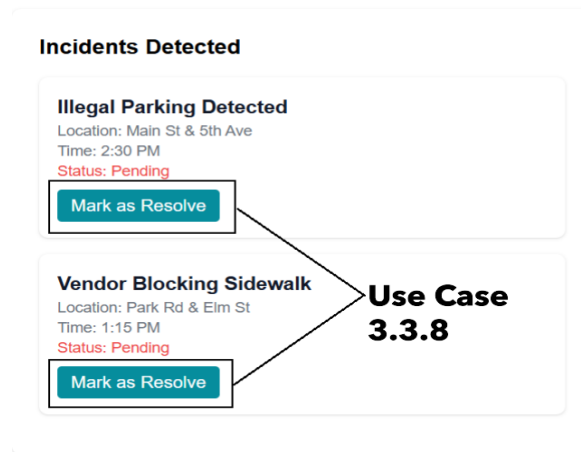 Incidents Detected
Illegal Parking Detected
Location: Main St & 5th Ave
Time: 2:30 PM
Status: Pending
Mark as Resolve
Vendor Blocking Sidewalk
Location: Park Rd & Elm St
Time: 1:15 PM
Status: Pending
Mark as Resolve
Use Case
3.3.8